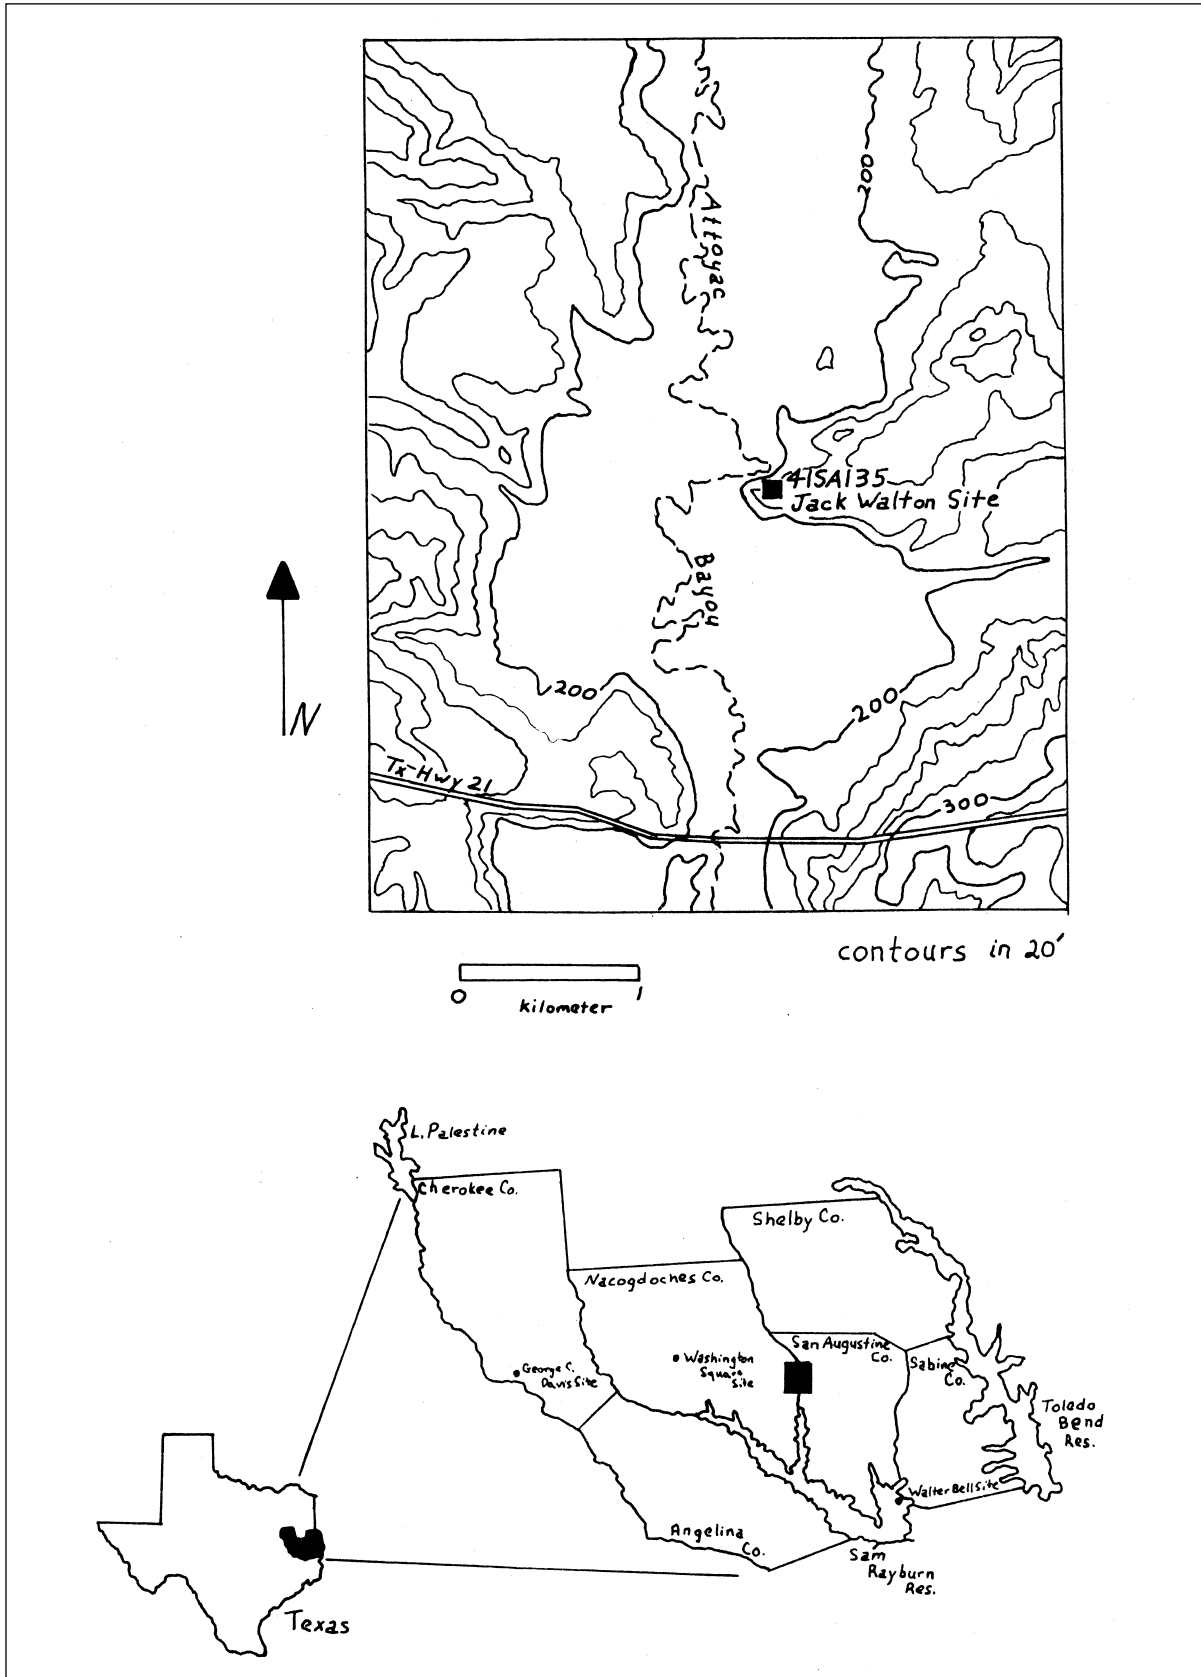 200
Attoyac
41SA135
Jack Walton Site
Bayou
N
200
200
Tx-Hwy 21
300
contours in 20'
0
1
kilometer
L. Palestine
Cherokee Co.
Shelby Co.
Nacogdoches Co.
San Augustine
Co.
Washington
Square
Site
Sabine
Co.
George C.
Davis Site
Toledo
Bend
Res.
Walter Bell Site
Angelina
Co.
Sam
Rayburn
Res.
Texas